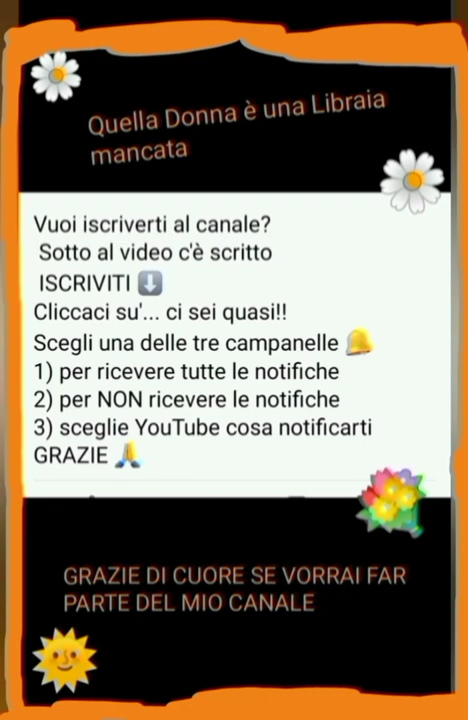 Quella Donna è una Libraia
mancata
Vuoi iscriverti al canale?
Sotto al video c'è scritto
ISCRIVITI ⬇️
Cliccaci su'... ci sei quasi!!
Scegli una delle tre campanelle 🔔
1) per ricevere tutte le notifiche
2) per NON ricevere le notifiche
3) sceglie YouTube cosa notificarti
GRAZIE 🙏
GRAZIE DI CUORE SE VORRAI FAR
PARTE DEL MIO CANALE